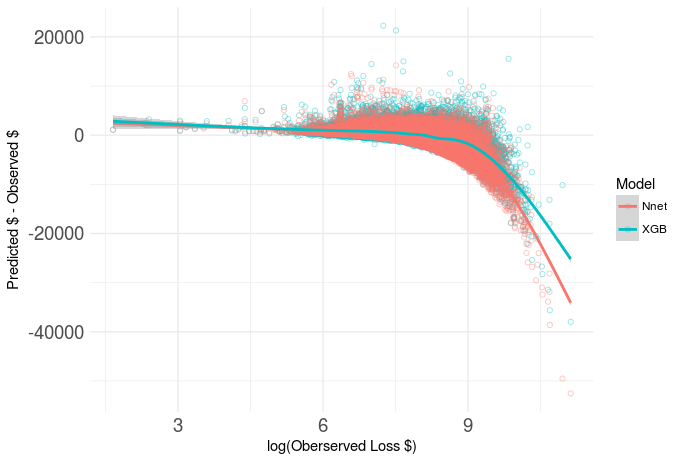 Predicted $ - Observed $
20000
0
-20000
-40000
3
6
9
log(Oberserved Loss $)
Model
Nnet
XGB